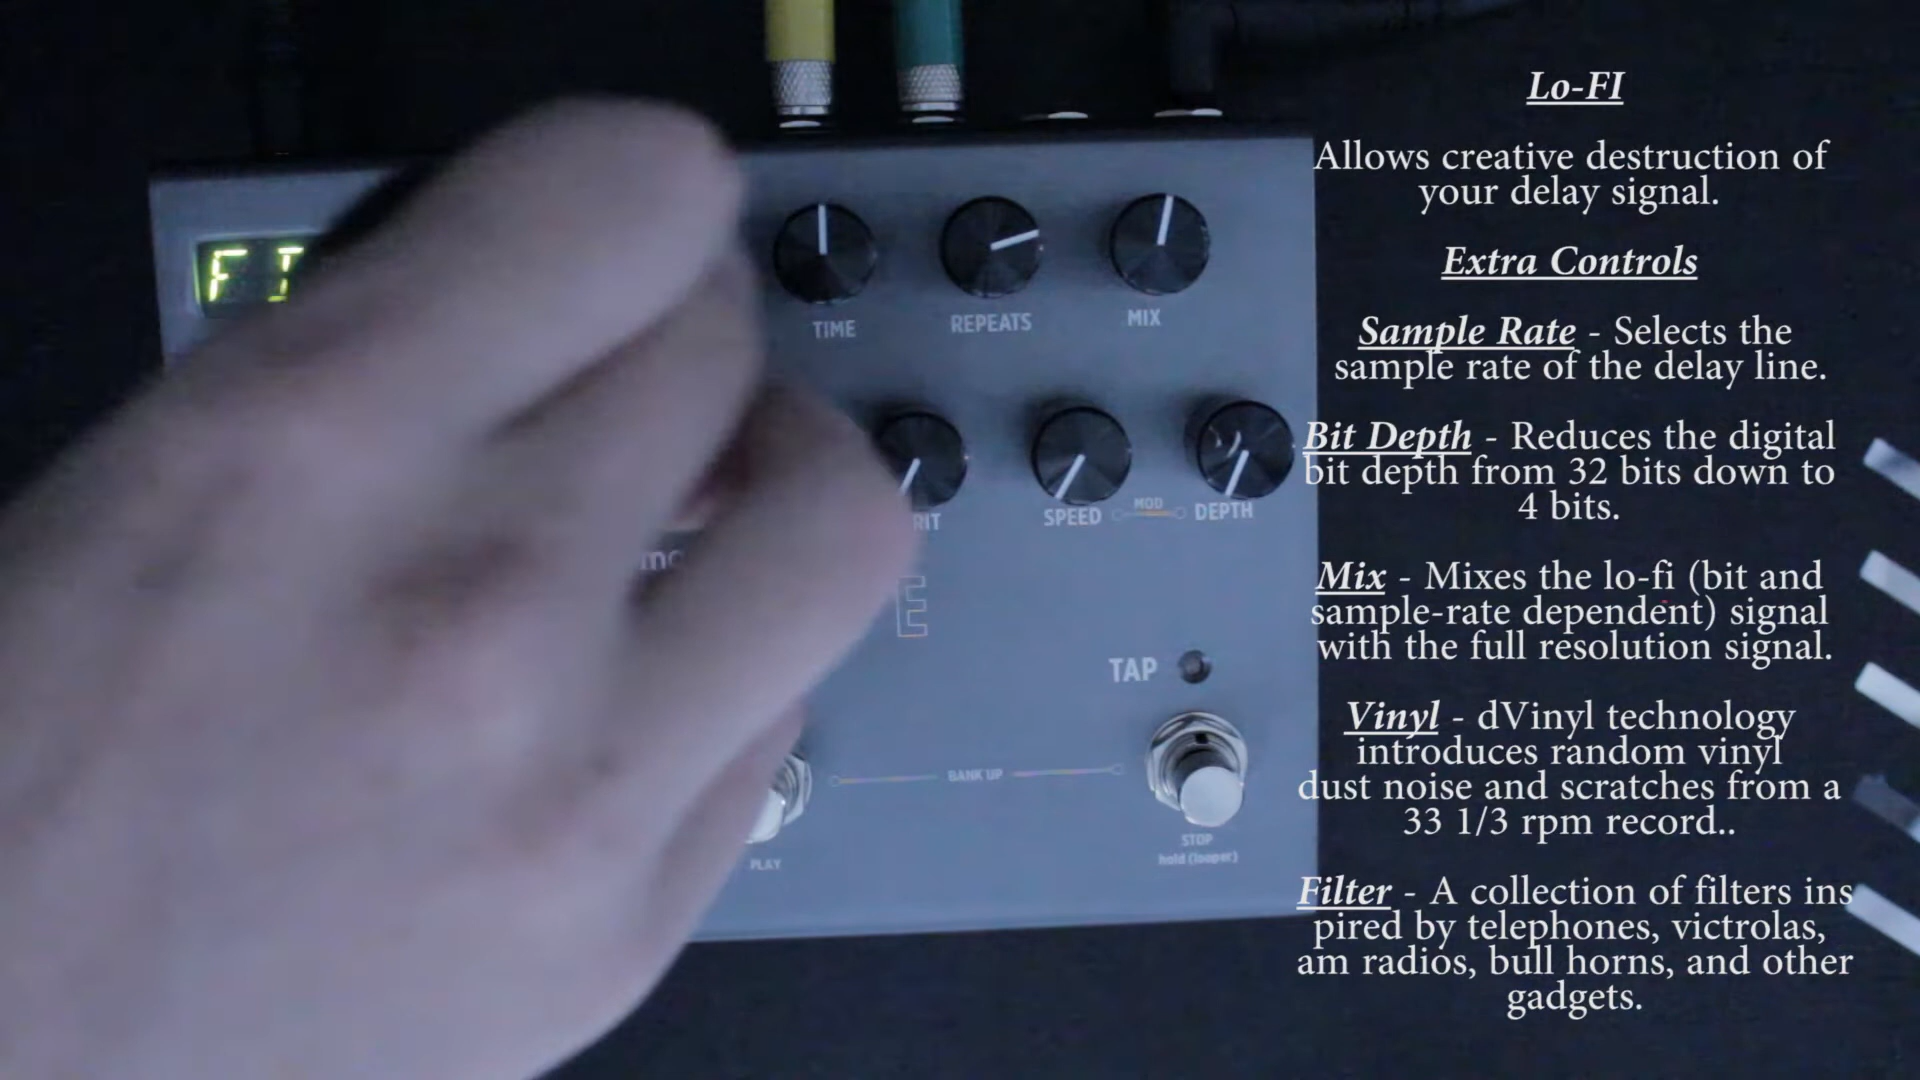 Lo-FI
Allows creative destruction of
your delay signal.
Extra Controls
Sample Rate - Selects the
sample rate of the delay line.
Bit Depth - Reduces the digital
bit depth from 32 bits down to
4 bits.
Mix - Mixes the lo-fi (bit and
sample-rate dependent) signal
with the full resolution signal.
Vinyl - dVinyl technology
introduces random vinyl
dust noise and scratches from a
33 1/3 rpm record..
Filter - A collection of filters ins
pired by telephones, victrolas,
am radios, bull horns, and other
gadgets.
TIME REPEATS MIX
SPEED MOD DEPTH
TAP
BANK UP
PLAY
STOP
hold (looper)